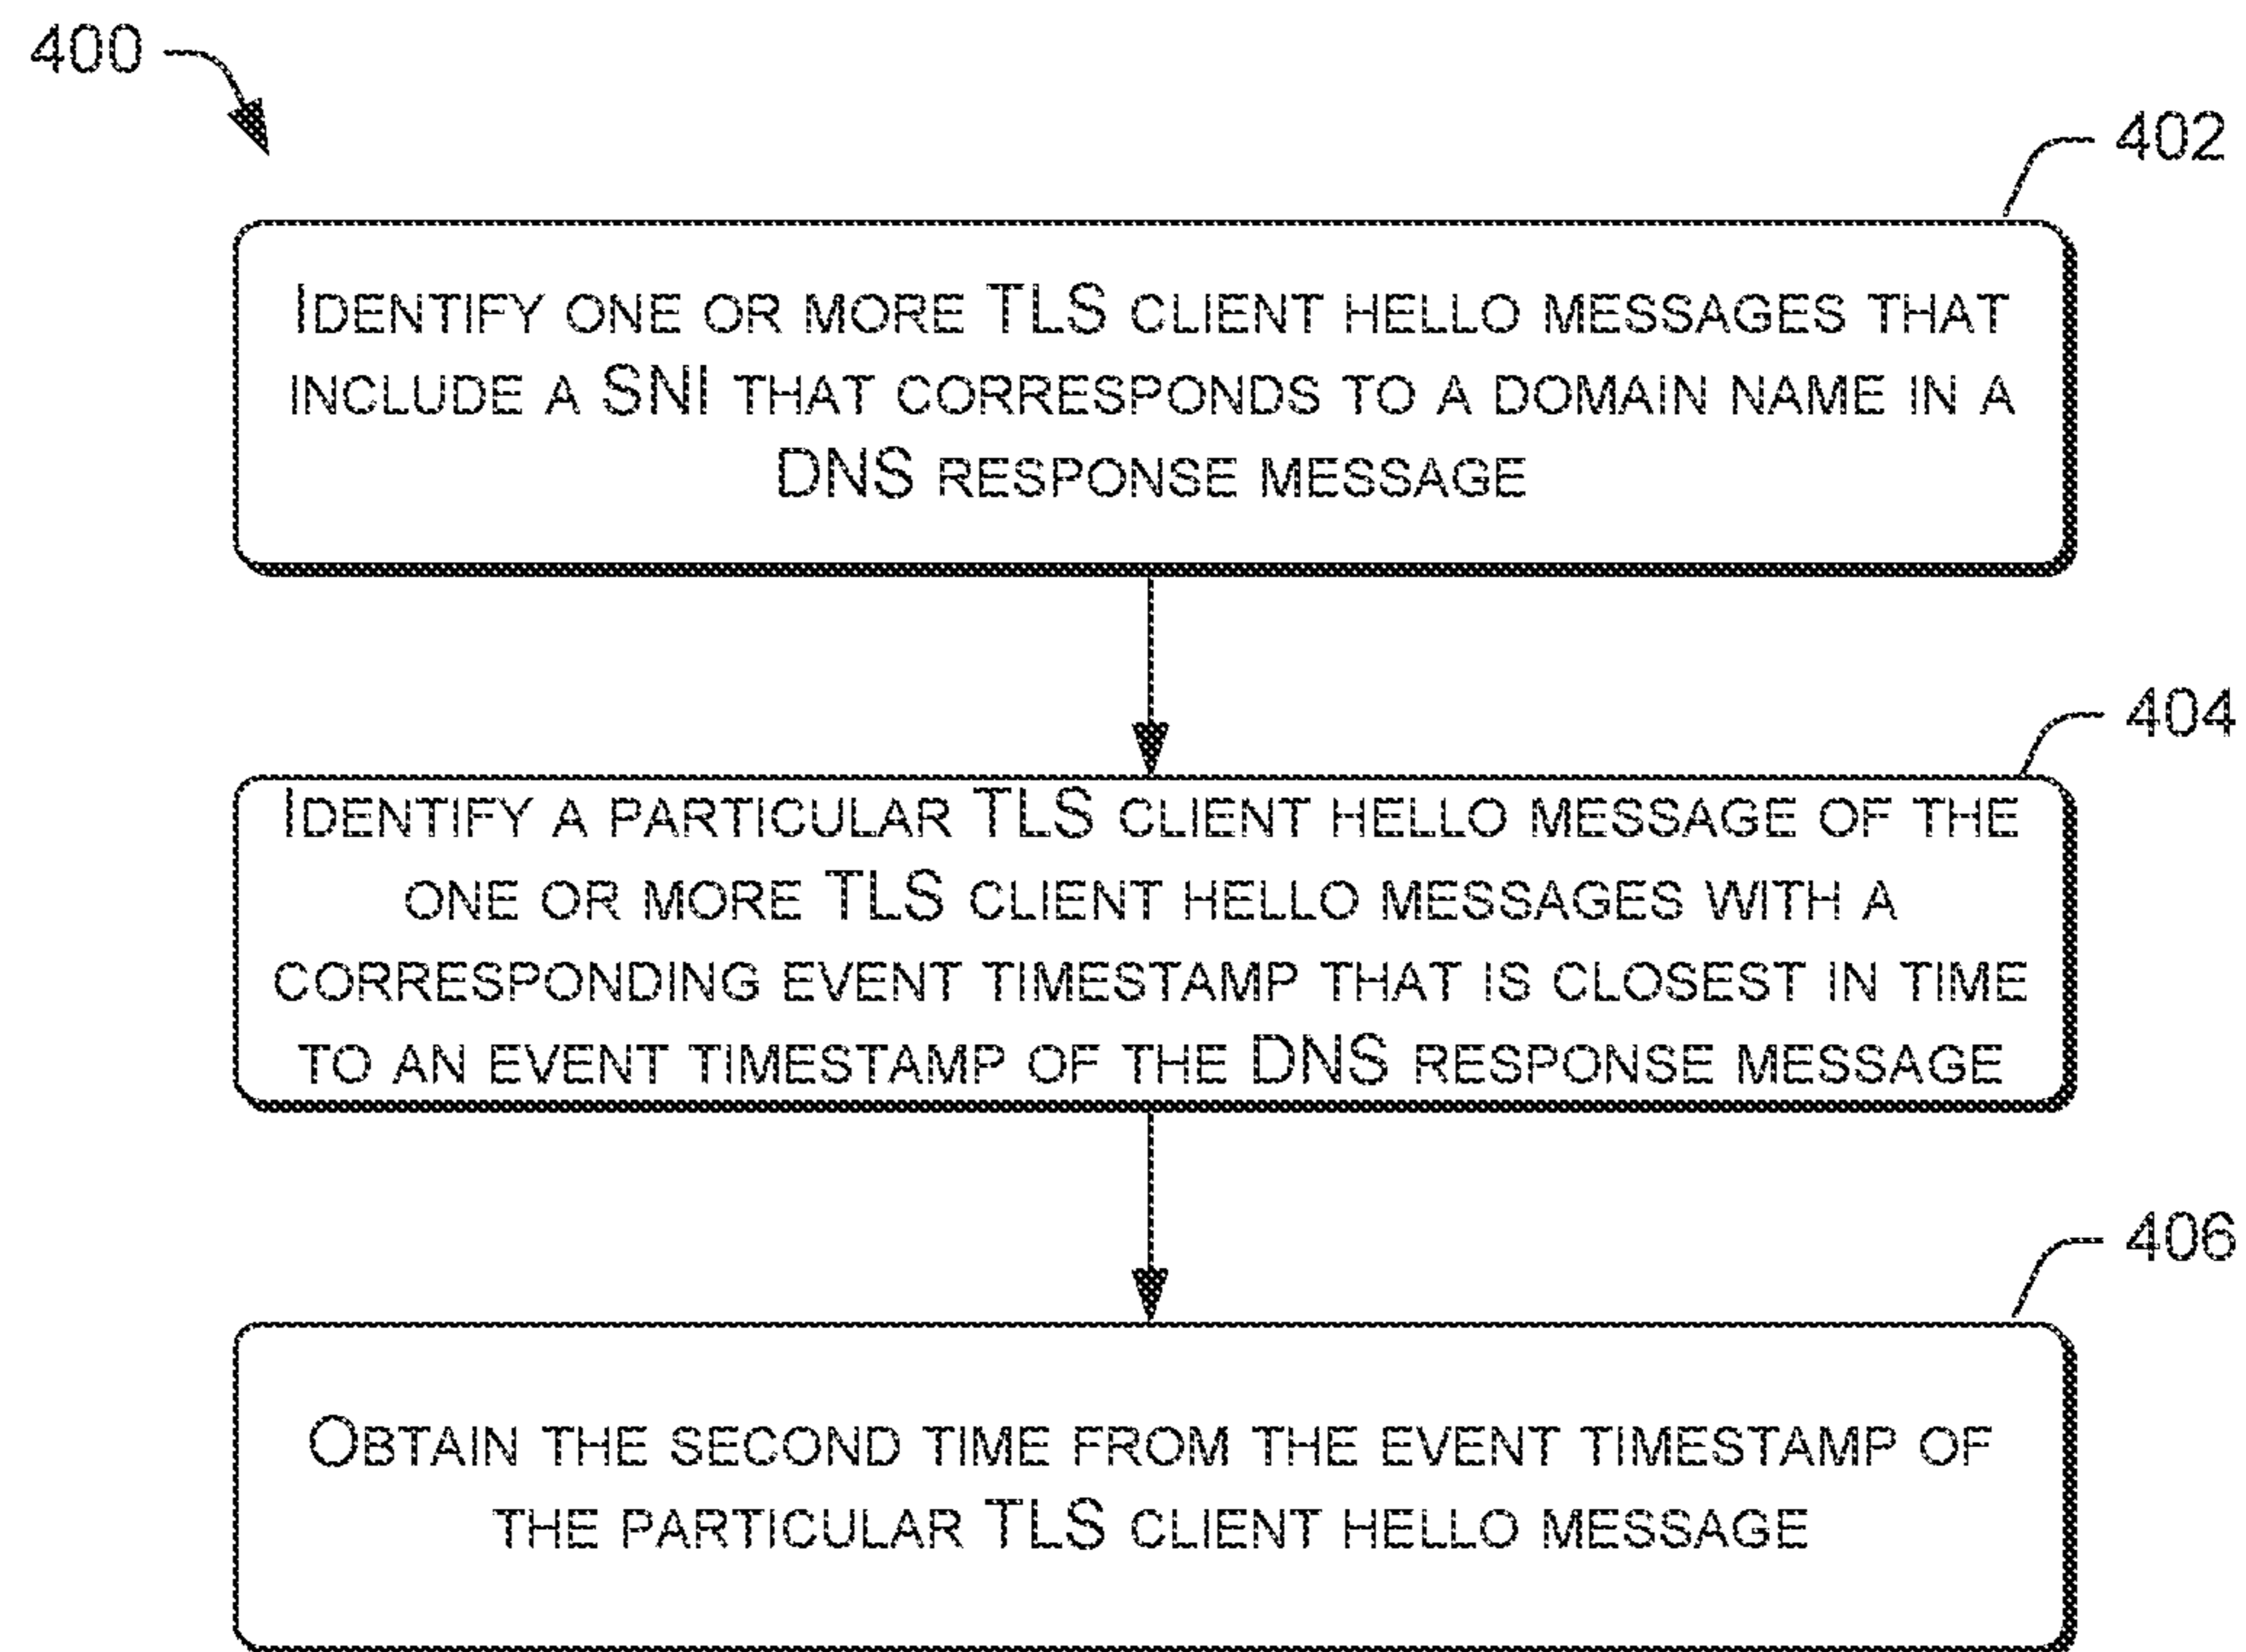 400
402
IDENTIFY ONE OR MORE TLS CLIENT HELLO MESSAGES THAT
INCLUDE A SNI THAT CORRESPONDS TO A DOMAIN NAME IN A
DNS RESPONSE MESSAGE
404
IDENTIFY A PARTICULAR TLS CLIENT HELLO MESSAGE OF THE
ONE OR MORE TLS CLIENT HELLO MESSAGES WITH A
CORRESPONDING EVENT TIMESTAMP THAT IS CLOSEST IN TIME
TO AN EVENT TIMESTAMP OF THE DNS RESPONSE MESSAGE
406
OBTAIN THE SECOND TIME FROM THE EVENT TIMESTAMP OF
THE PARTICULAR TLS CLIENT HELLO MESSAGE